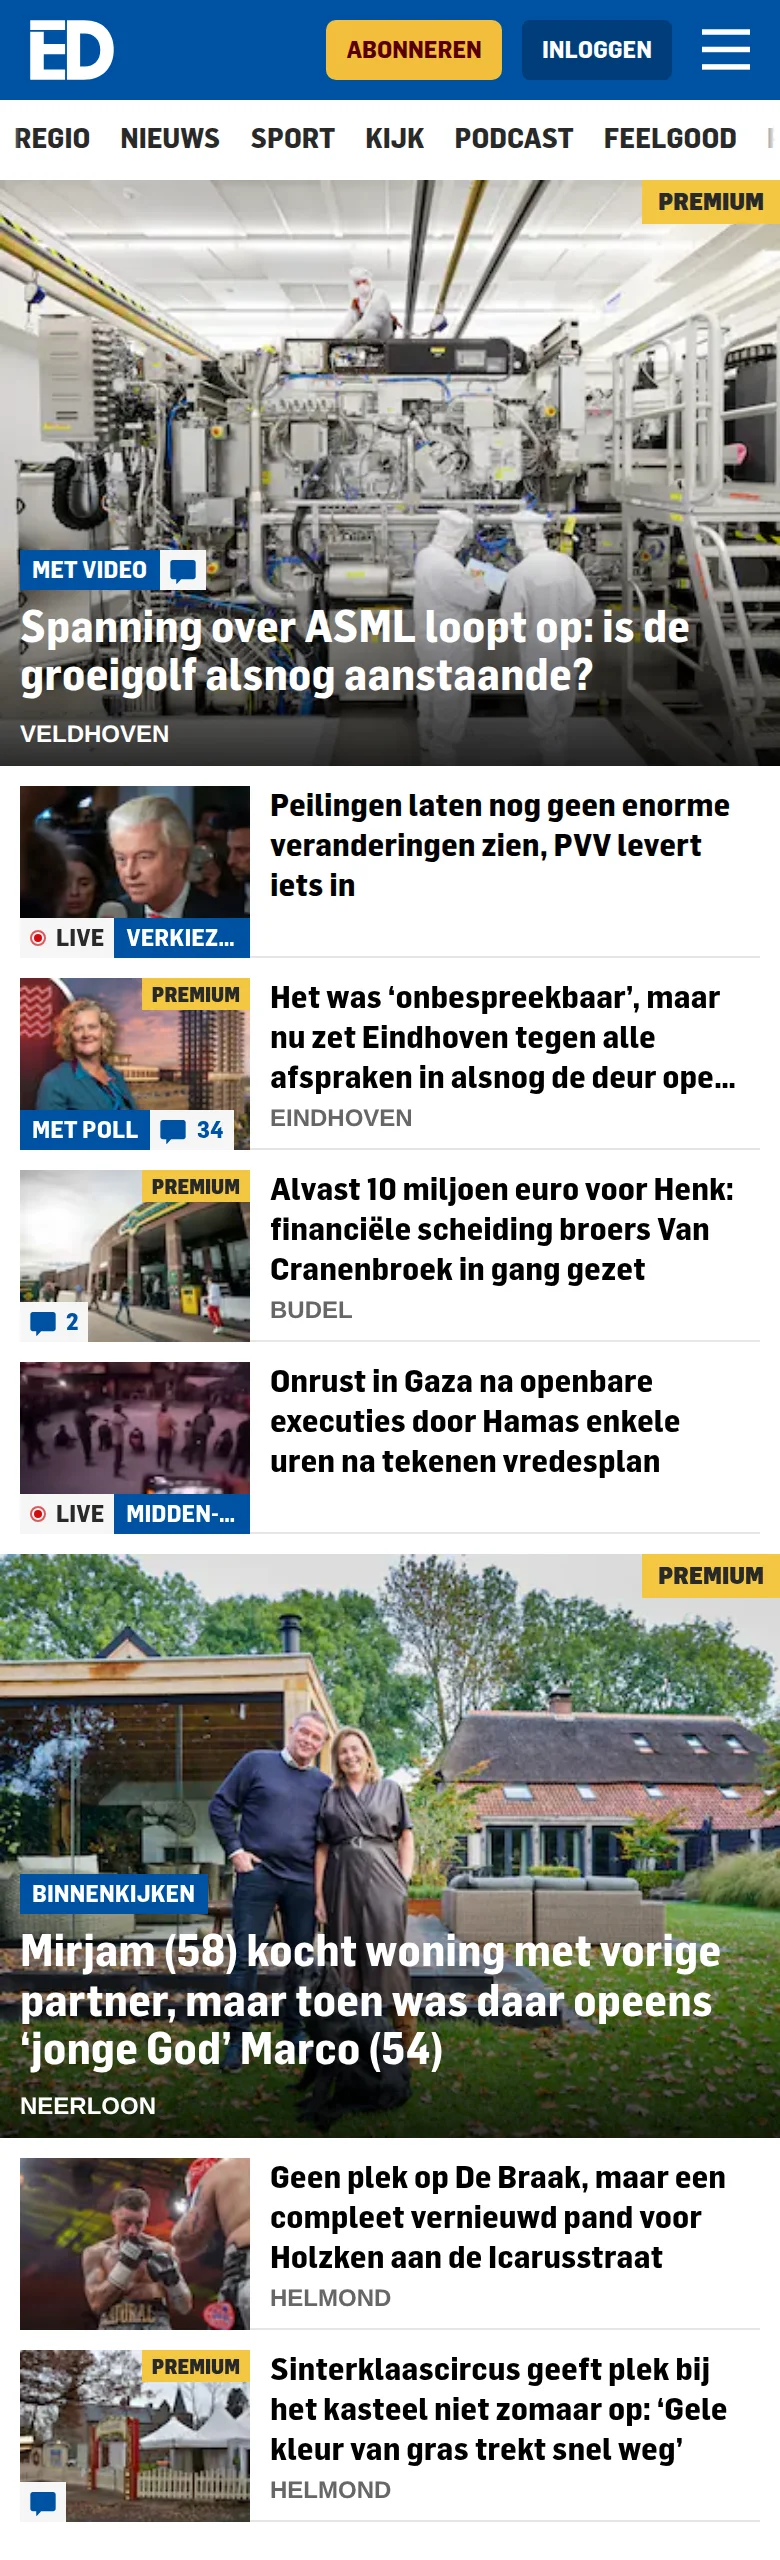 ED
ABONNEREN
INLOGGEN
REGIO NIEUWS SPORT KIJK PODCAST FEELGOOD
PREMIUM
MET VIDEO
Spanning over ASML loopt op: is de
groeigolf alsnog aanstaande?
VELDHOVEN
Peilingen laten nog geen enorme
veranderingen zien, PVV levert
iets in
LIVE VERKIEZ...
PREMIUM
Het was ‘onbespreekbaar’, maar
nu zet Eindhoven tegen alle
afspraken in alsnog de deur ope...
EINDHOVEN
MET POLL 34
PREMIUM
Alvast 10 miljoen euro voor Henk:
financiële scheiding broers Van
Cranenbroek in gang gezet
BUDEL
2
Onrust in Gaza na openbare
executies door Hamas enkele
uren na tekenen vredesplan
LIVE MIDDEN-...
PREMIUM
BINNENKIJKEN
Mirjam (58) kocht woning met vorige
partner, maar toen was daar opeens
‘jonge God’ Marco (54)
NEERLOON
Geen plek op De Braak, maar een
compleet vernieuwd pand voor
Holzken aan de Icarusstraat
HELMOND
PREMIUM
Sinterklaascircus geeft plek bij
het kasteel niet zomaar op: ‘Gele
kleur van gras trekt snel weg’
HELMOND